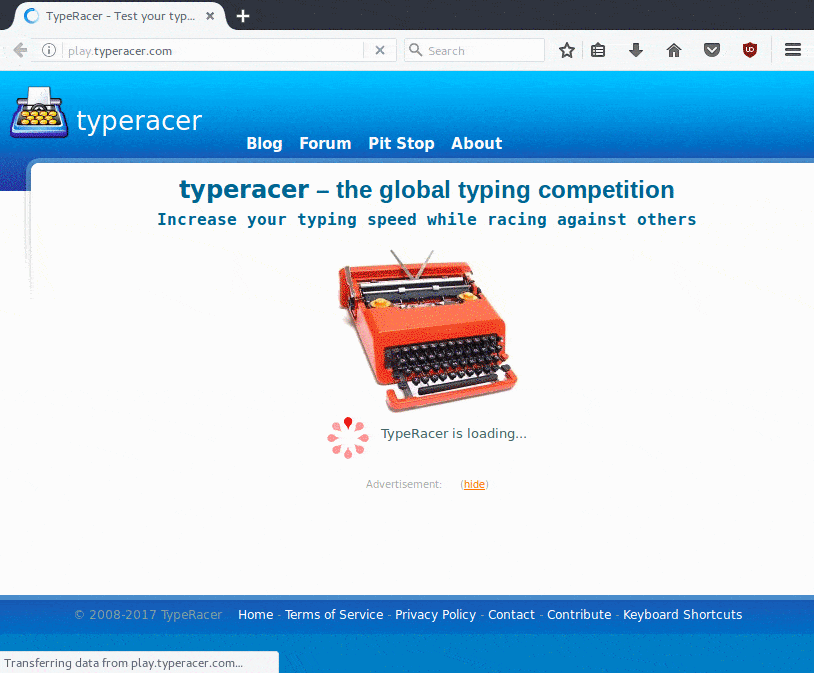 TypeRacer - Test your typ...
play.typeracer.com
Search
typeracer
Blog Forum Pit Stop About
typeracer – the global typing competition
Increase your typing speed while racing against others
TypeRacer is loading...
Advertisement: (hide)
© 2008-2017 TypeRacer Home - Terms of Service - Privacy Policy - Contact - Contribute - Keyboard Shortcuts
Transferring data from play.typeracer.com...